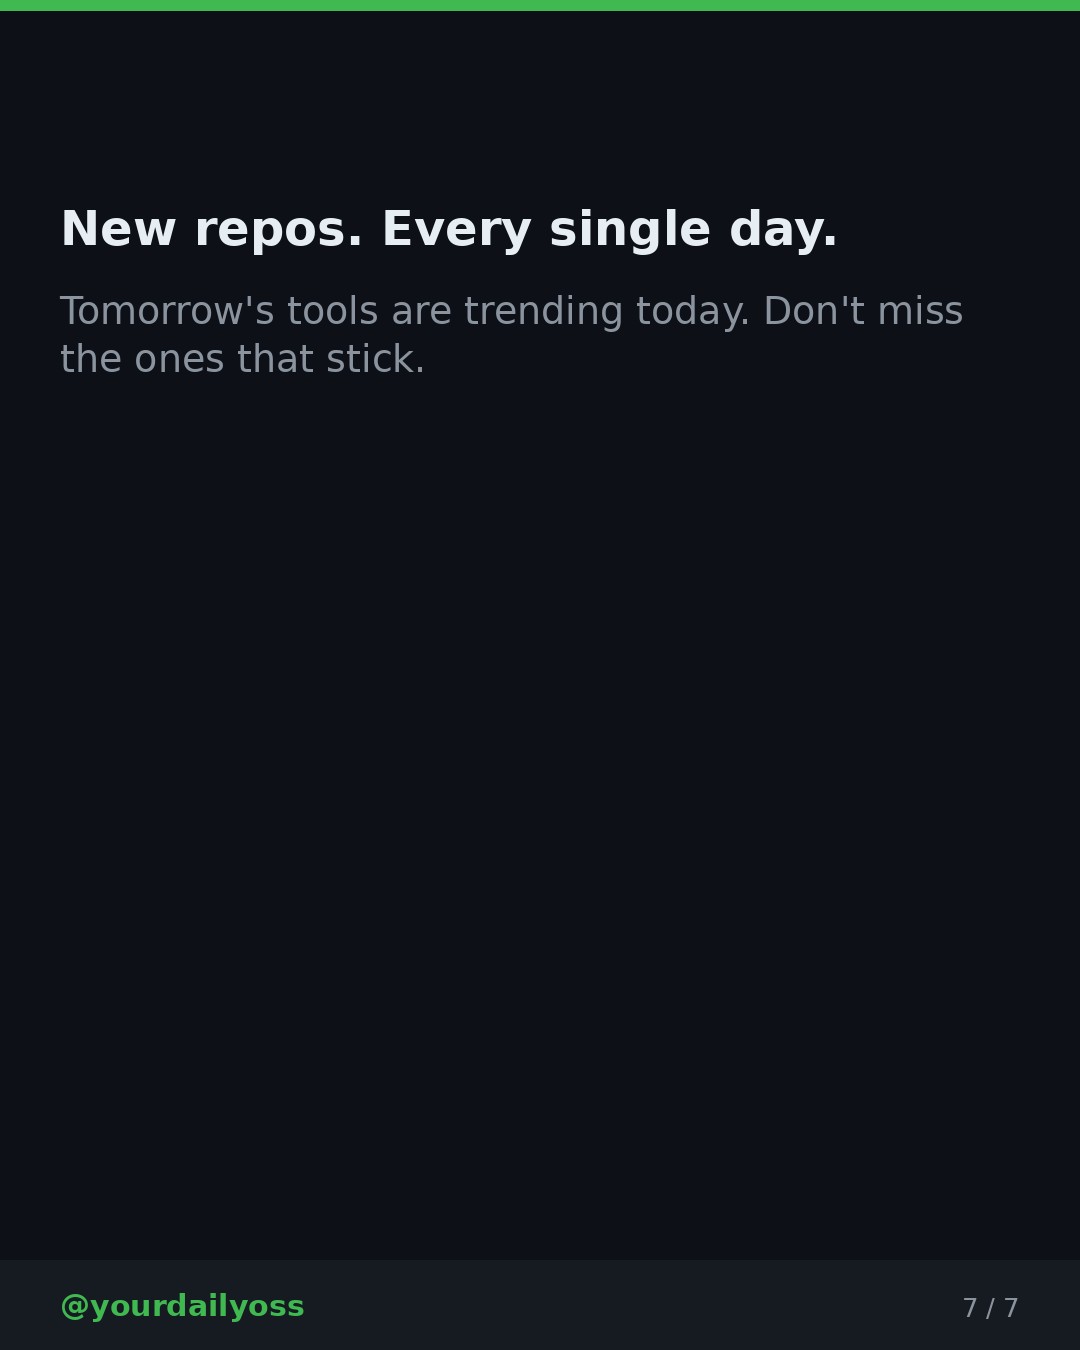 New repos. Every single day.
Tomorrow's tools are trending today. Don't miss
the ones that stick.
@yourdailyoss
7 / 7